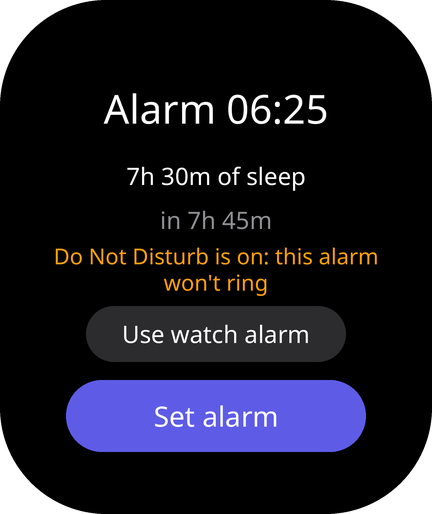 Alarm 06:25
7h 30m of sleep
in 7h 45m
Do Not Disturb is on: this alarm
won't ring
Use watch alarm
Set alarm